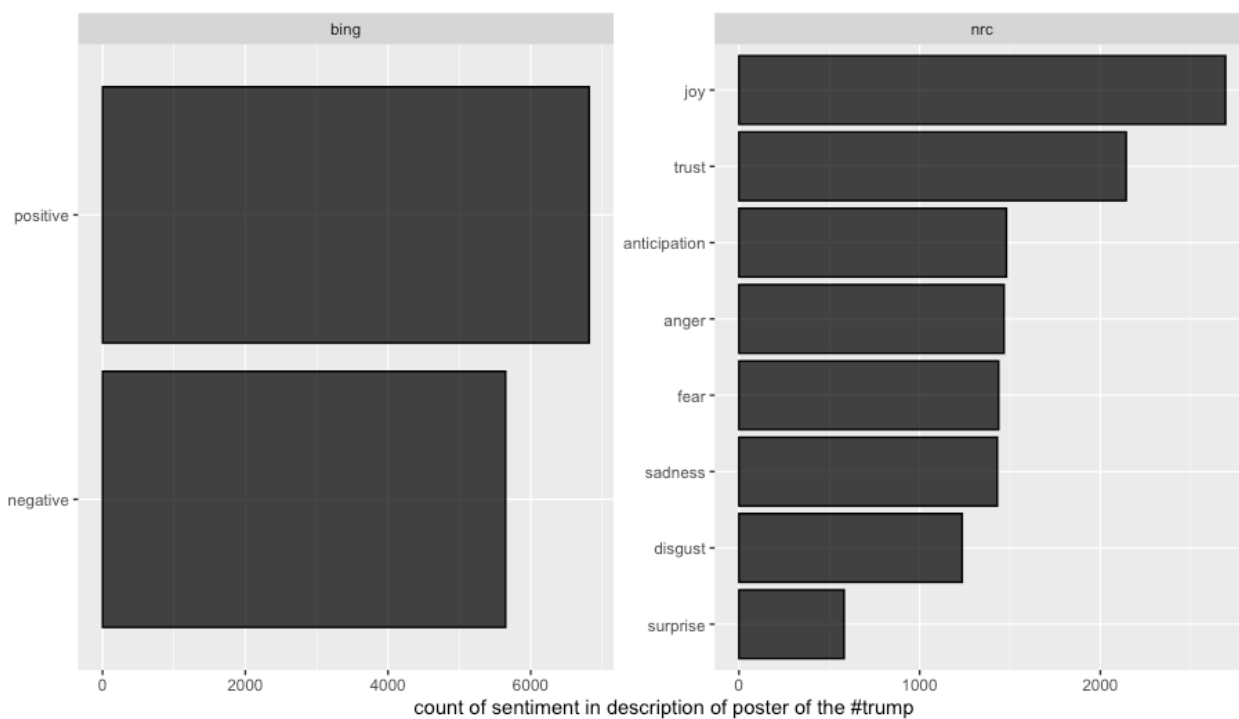 bing
positive
negative
0 2000 4000 6000
nrc
joy
trust
anticipation
anger
fear
sadness
disgust
surprise
0 1000 2000
count of sentiment in description of poster of the #trump